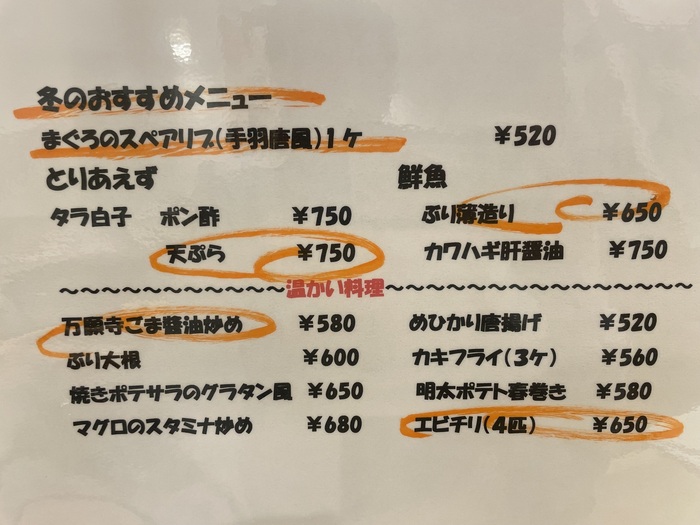 冬のおすすめメニュー
まぐろのスペアリブ(手羽唐風)1ケ ￥520
とりあえず
タラ白子 ポン酢 ￥750
天ぷら ￥750
鮮魚
ぶり薄造り ￥650
カワハギ肝醤油 ￥750
温かい料理
万願寺ごま醬油炒め ￥580
ぶり大根 ￥600
焼きポテサラのグラタン風 ￥650
マグロのスタミナ炒め ￥680
めひかり唐揚げ ￥520
カキフライ(3ケ) ￥560
明太ポテト春巻き ￥580
エビチリ(4匹) ￥650